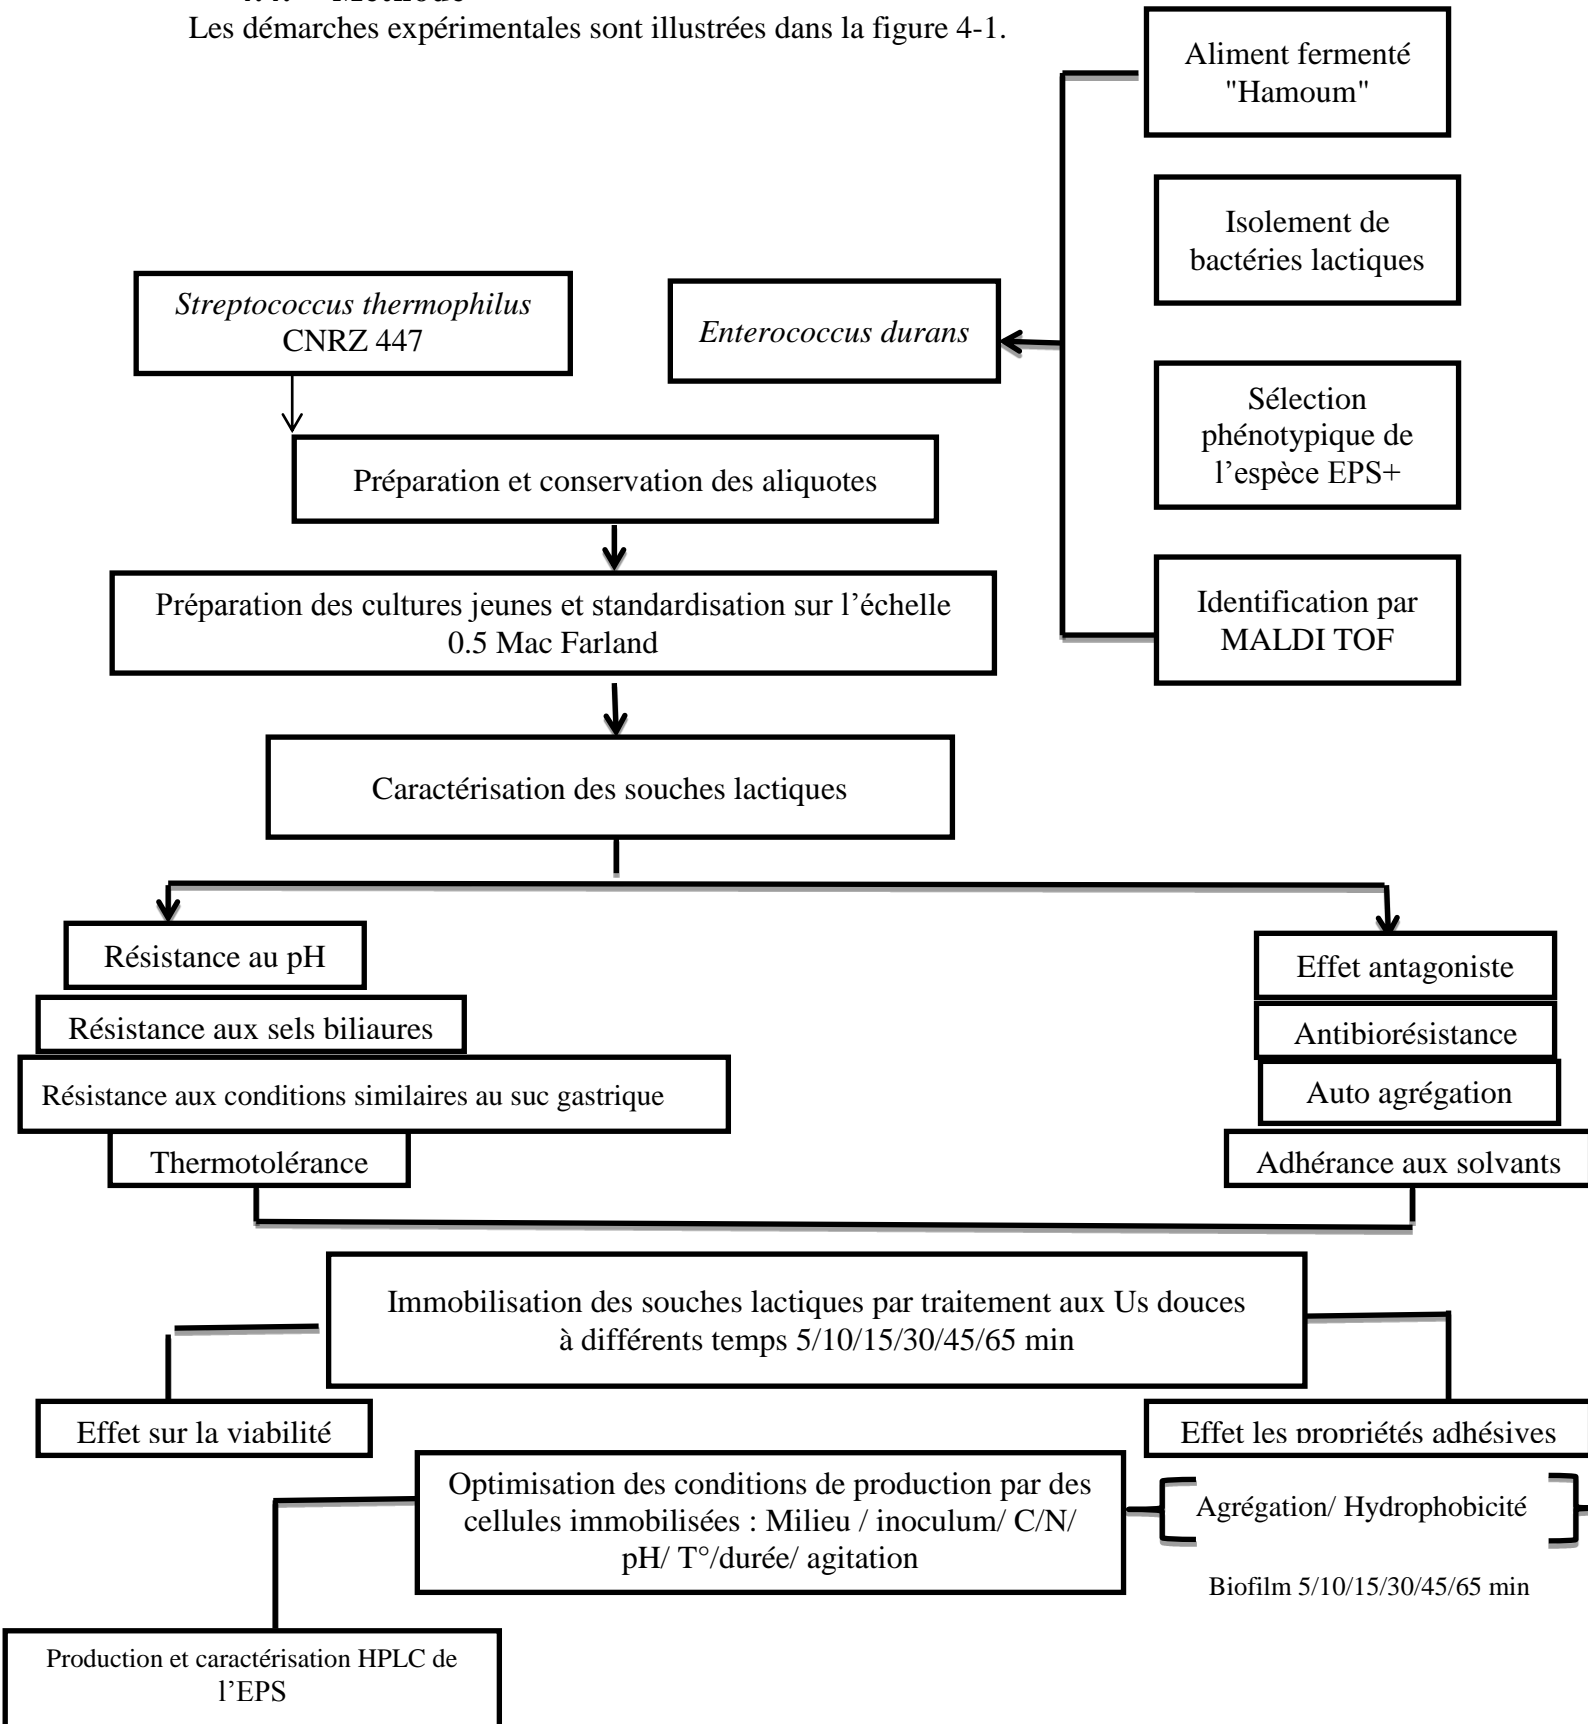 Les démarches expérimentales sont illustrées dans la figure 4-1.
Aliment fermenté
"Hamoum"
Isolement de
bactéries lactiques
Streptococcus thermophilus
CNRZ 447
Enterococcus durans
Sélection
phénotypique de
l’espèce EPS+
Préparation et conservation des aliquotes
Identification par
MALDI TOF
Préparation des cultures jeunes et standardisation sur l’échelle
0.5 Mac Farland
Caractérisation des souches lactiques
Résistance au pH
Résistance aux sels biliaures
Résistance aux conditions similaires au suc gastrique
Thermotolérance
Effet antagoniste
Antibiorésistance
Auto agrégation
Adhérance aux solvants
Immobilisation des souches lactiques par traitement aux Us douces
à différents temps 5/10/15/30/45/65 min
Effet sur la viabilité
Effet les propriétés adhésives
Optimisation des conditions de production par des
cellules immobilisées : Milieu / inoculum/ C/N/
pH/ T°/durée/ agitation
Agrégation/ Hydrophobicité
Biofilm 5/10/15/30/45/65 min
Production et caractérisation HPLC de
l’EPS